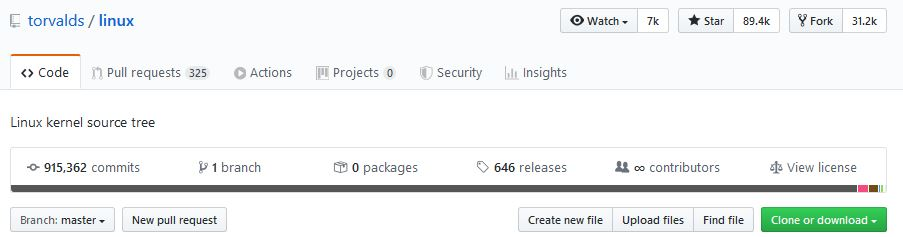 torvalds / linux Watch 7k Star 89.4k Fork 31.2k
Code Pull requests 325 Actions Projects 0 Security Insights
Linux kernel source tree
915,362 commits 1 branch 0 packages 646 releases ∞ contributors View license
Branch: master New pull request Create new file Upload files Find file Clone or download